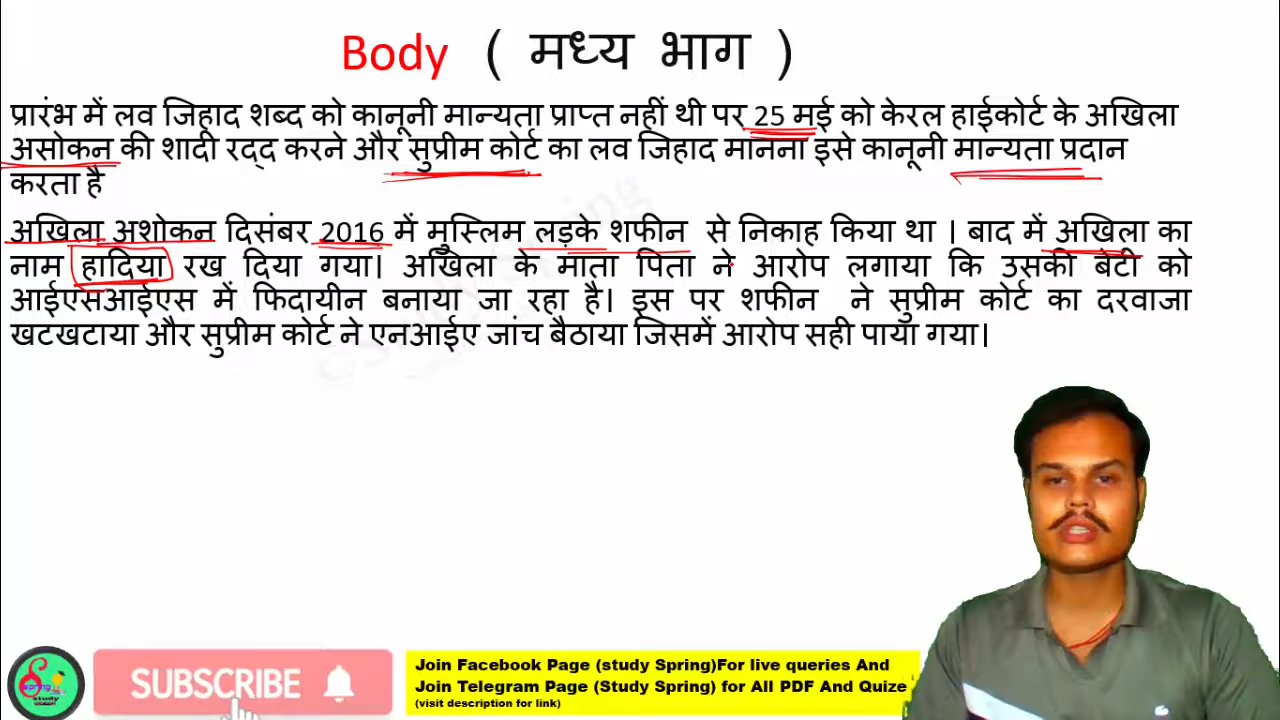 Body ( मध्य भाग )
प्रारंभ में लव जिहाद शब्द को कानूनी मान्यता प्राप्त नहीं थी पर 25 मई को केरल हाईकोर्ट के अखिला
असोकन की शादी रद्द करने और सुप्रीम कोर्ट का लव जिहाद मानना इसे कानूनी मान्यता प्रदान
करता है
अखिला अशोकन दिसंबर 2016 में मुस्लिम लड़के शफीन से निकाह किया था । बाद में अखिला का
नाम हादिया रख दिया गया। अखिला के माता पिता ने आरोप लगाया कि उसकी बेटी को
आईएसआईएस में फिदायीन बनाया जा रहा है। इस पर शफीन ने सुप्रीम कोर्ट का दरवाजा
खटखटाया और सुप्रीम कोर्ट ने एनआईए जांच बैठाया जिसमें आरोप सही पाया गया।
SUBSCRIBE
Join Facebook Page (study Spring)For live queries And
Join Telegram Page (Study Spring) for All PDF And Quize
(visit description for link)